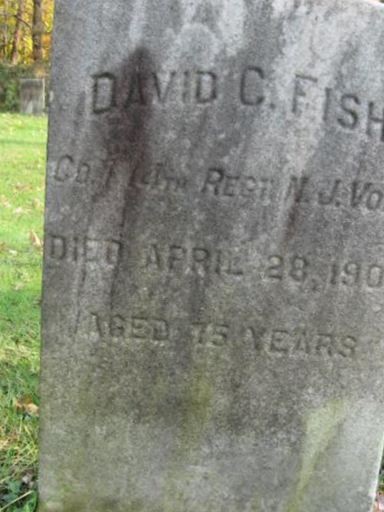 DAVID C. FISH
Co. I 14TH REGT. N.J. VO
DIED APRIL 28, 190
AGED 75 YEARS